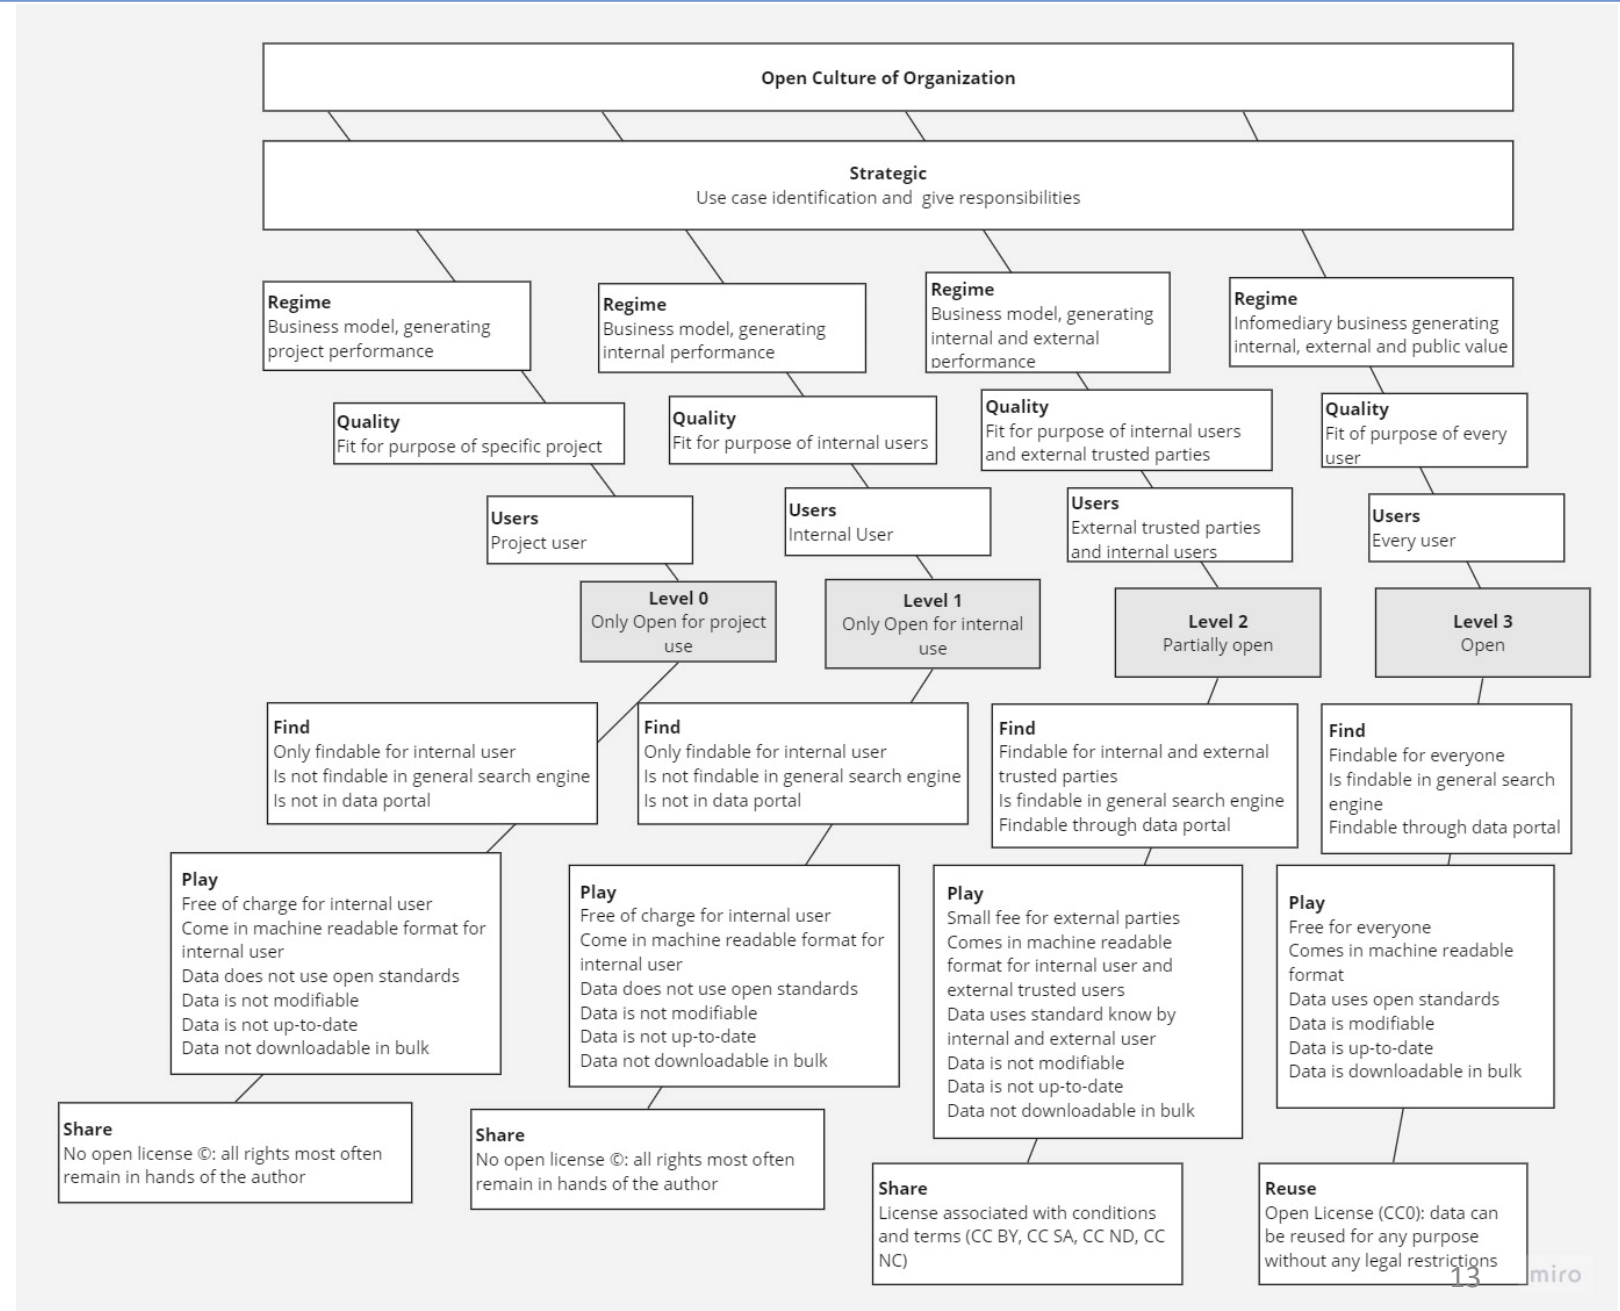 Open Culture of Organization
Strategic
Use case identification and give responsibilities
Regime
Business model, generating
project performance
Regime
Business model, generating
internal performance
Regime
Business model, generating
internal and external
performance
Regime
Infomediary business generating
internal, external and public value
Quality
Fit for purpose of specific project
Quality
Fit for purpose of internal users
Quality
Fit for purpose of internal users
and external trusted parties
Quality
Fit of purpose of every
user
Users
Project user
Users
Internal User
Users
External trusted parties
and internal users
Users
Every user
Level 0
Only Open for project
use
Level 1
Only Open for internal
use
Level 2
Partially open
Level 3
Open
Find
Only findable for internal user
Is not findable in general search engine
Is not in data portal
Find
Only findable for internal user
Is not findable in general search engine
Is not in data portal
Find
Findable for internal and external
trusted parties
Is findable in general search engine
Findable through data portal
Find
Findable for everyone
Is findable in general search
engine
Findable through data portal
Play
Free of charge for internal user
Come in machine readable format for
internal user
Data does not use open standards
Data is not modifiable
Data is not up-to-date
Data not downloadable in bulk
Play
Free of charge for internal user
Come in machine readable format for
internal user
Data does not use open standards
Data is not modifiable
Data is not up-to-date
Data not downloadable in bulk
Play
Small fee for external parties
Comes in machine readable
format for internal user and
external trusted users
Data uses standard know by
internal and external user
Data is not modifiable
Data is not up-to-date
Data not downloadable in bulk
Play
Free for everyone
Comes in machine readable
format
Data uses open standards
Data is modifiable
Data is up-to-date
Data is downloadable in bulk
Share
No open license ©: all rights most often
remain in hands of the author
Share
No open license ©: all rights most often
remain in hands of the author
Share
License associated with conditions
and terms (CC BY, CC SA, CC ND, CC
NC)
Reuse
Open License (CC0): data can
be reused for any purpose
without any legal restrictions
13
miro